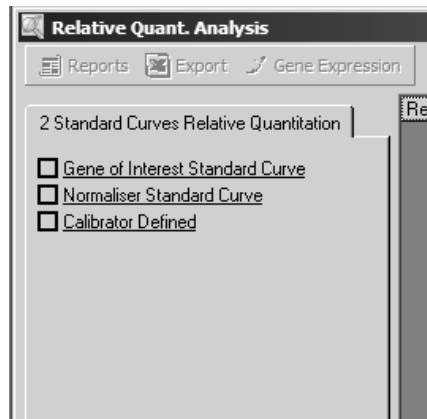 Relative Quant. Analysis
Reports Export Gene Expression
2 Standard Curves Relative Quantitation
Re
Gene of Interest Standard Curve
Normaliser Standard Curve
Calibrator Defined